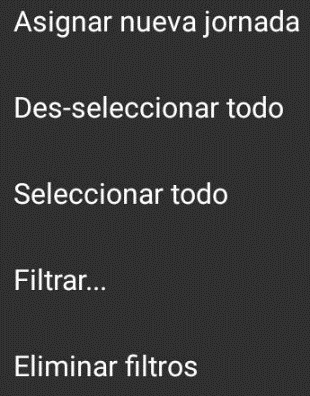 Asignar nueva jornada
Des-seleccionar todo
Seleccionar todo
Filtrar...
Eliminar filtros